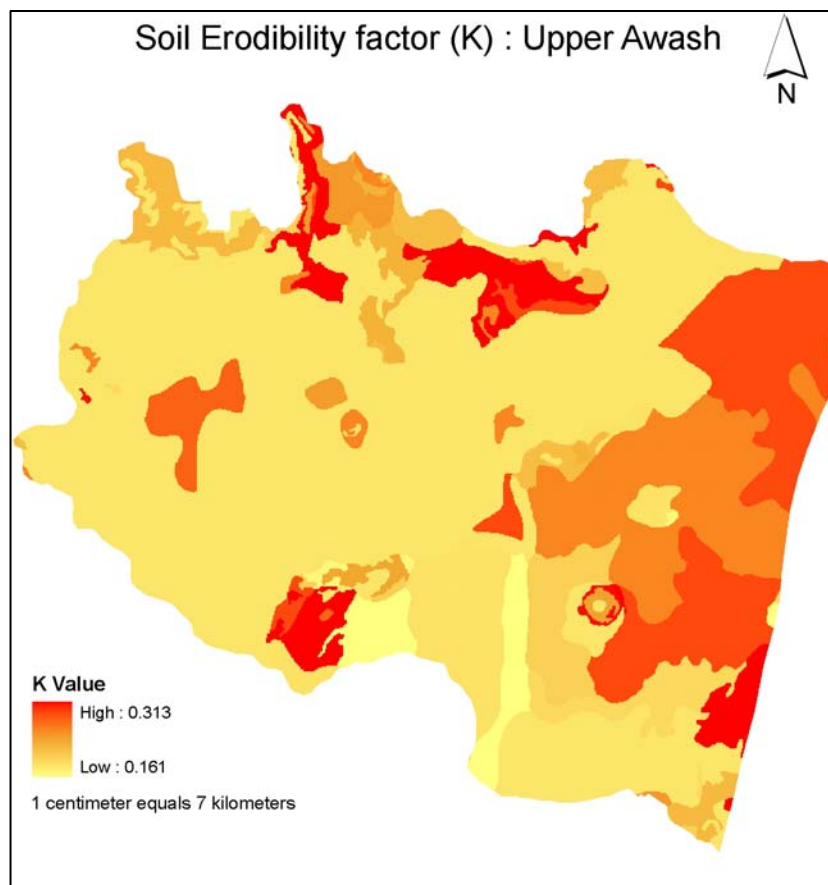 Soil Erodibility factor (K) : Upper Awash
N
K Value
High : 0.313
Low : 0.161
1 centimeter equals 7 kilometers